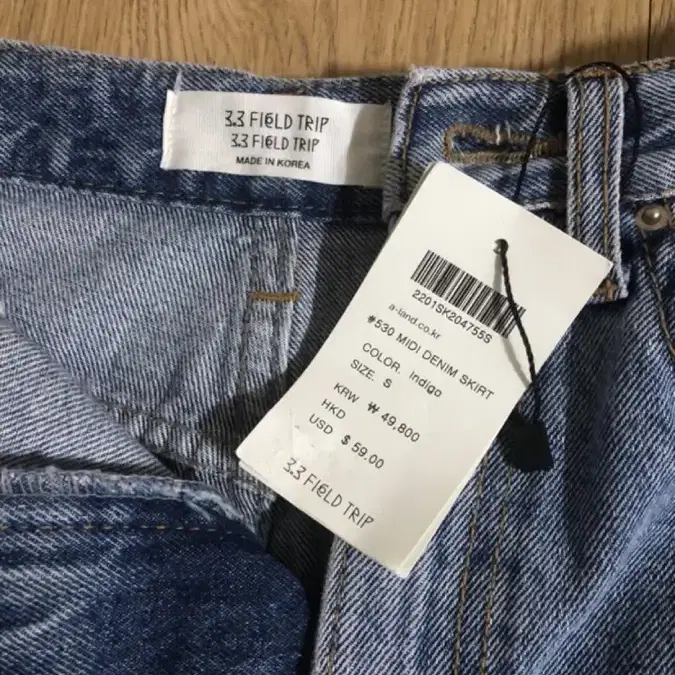 3.3 FIELD TRIP
3.3 FIELD TRIP
MADE IN KOREA
2201SK204755S
a-land.co.kr
#530 MIDI DENIM SKIRT
COLOR. Indigo
SIZE. S
KRW ₩ 49,800
HKD
USD $ 59.00
3.3 FIELD TRIP